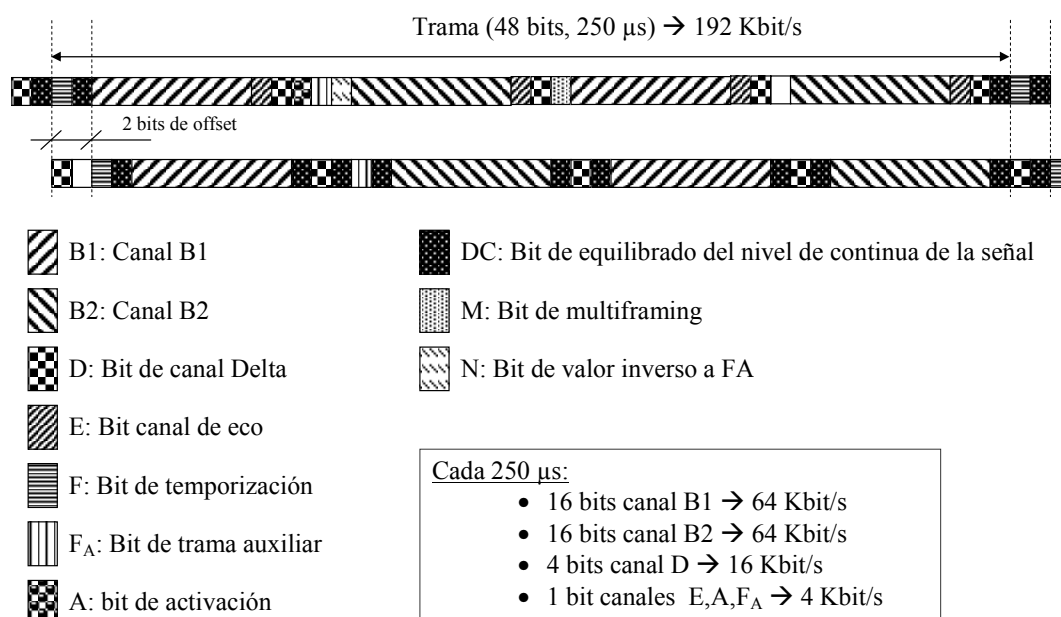 Trama (48 bits, 250 µs) → 192 Kbit/s
2 bits de offset
B1: Canal B1
B2: Canal B2
D: Bit de canal Delta
E: Bit canal de eco
F: Bit de temporización
FA: Bit de trama auxiliar
A: bit de activación
DC: Bit de equilibrado del nivel de continua de la señal
M: Bit de multiframing
N: Bit de valor inverso a FA
Cada 250 µs:
• 16 bits canal B1 → 64 Kbit/s
• 16 bits canal B2 → 64 Kbit/s
• 4 bits canal D → 16 Kbit/s
• 1 bit canales E,A,FA → 4 Kbit/s